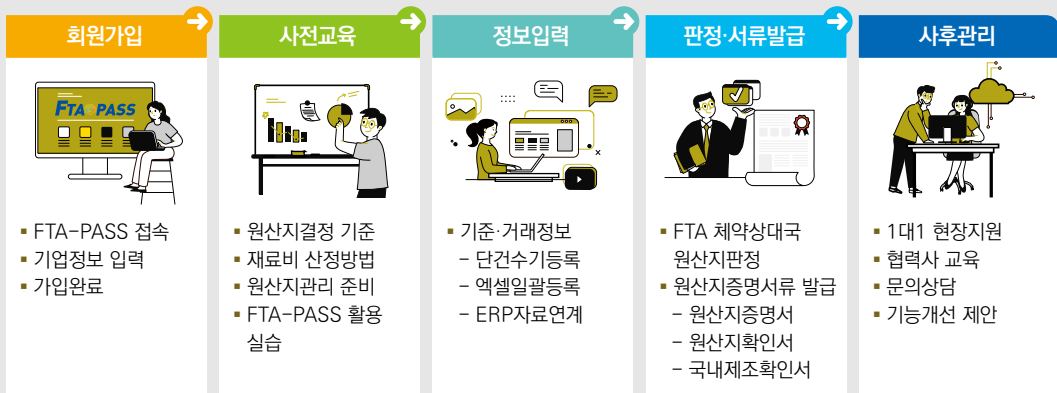 회원가입
FTA PASS
▪ FTA-PASS 접속
▪ 기업정보 입력
▪ 가입완료
사전교육
▪ 원산지결정 기준
▪ 재료비 산정방법
▪ 원산지관리 준비
▪ FTA-PASS 활용
실습
정보입력
▪ 기준·거래정보
- 단건수기등록
- 엑셀일괄등록
- ERP자료연계
판정·서류발급
▪ FTA 체약상대국
원산지판정
▪ 원산지증명서류 발급
- 원산지증명서
- 원산지확인서
- 국내제조확인서
사후관리
▪ 1대1 현장지원
▪ 협력사 교육
▪ 문의상담
▪ 기능개선 제안